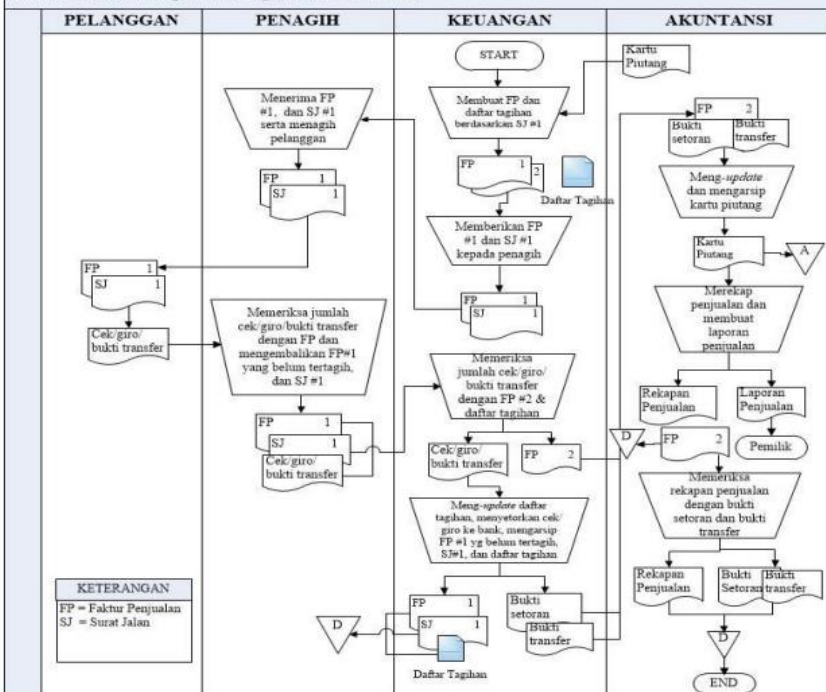 PELANGGAN
PENAGIH
KEUANGAN
AKUNTANSI
START
Kartu
Piutang
Menerima FP
#1, dan SJ #1
serta menagih
pelanggan
Membuat FP dan
daftar tagihan
berdasarkan SJ #1
FP 2
Bukti
setoran
Bukti
transfer
FP 1
SJ 1
FP 1
2
Daftar Tagihan
Meng-update
dan mengarsip
kartu piutang
Memberikan FP
#1 dan SJ #1
kepada penagih
Kartu
Piutang
A
FP 1
SJ 1
Cek/giro/
bukti transfer
Memeriksa jumlah
cek/giro/bukti transfer
dengan FP dan
mengembalikan FP#1
yang belum tertagih,
dan SJ #1
FP 1
SJ 1
Merekap
penjualan dan
membuat
laporan
penjualan
Memeriksa
jumlah cek/giro/
bukti transfer
dengan FP #2 &
daftar tagihan
Rekapan
Penjualan
Laporan
Penjualan
FP 1
SJ 1
Cek/giro/
bukti transfer
Cek/giro/
bukti transfer
FP 2
D
FP 2
Pemilik
Memeriksa
rekapan penjualan
dengan bukti
setoran dan bukti
transfer
Meng-update daftar
tagihan, menyetorkan cek/
giro ke bank, mengarsip
FP #1 yg belum tertagih,
SJ#1, dan daftar tagihan
Rekapan
Penjualan
Bukti
Setoran
Bukti
transfer
KETERANGAN
FP = Faktur Penjualan
SJ = Surat Jalan
D
FP 1
SJ 1
Daftar Tagihan
Bukti
setoran
Bukti
transfer
D
END